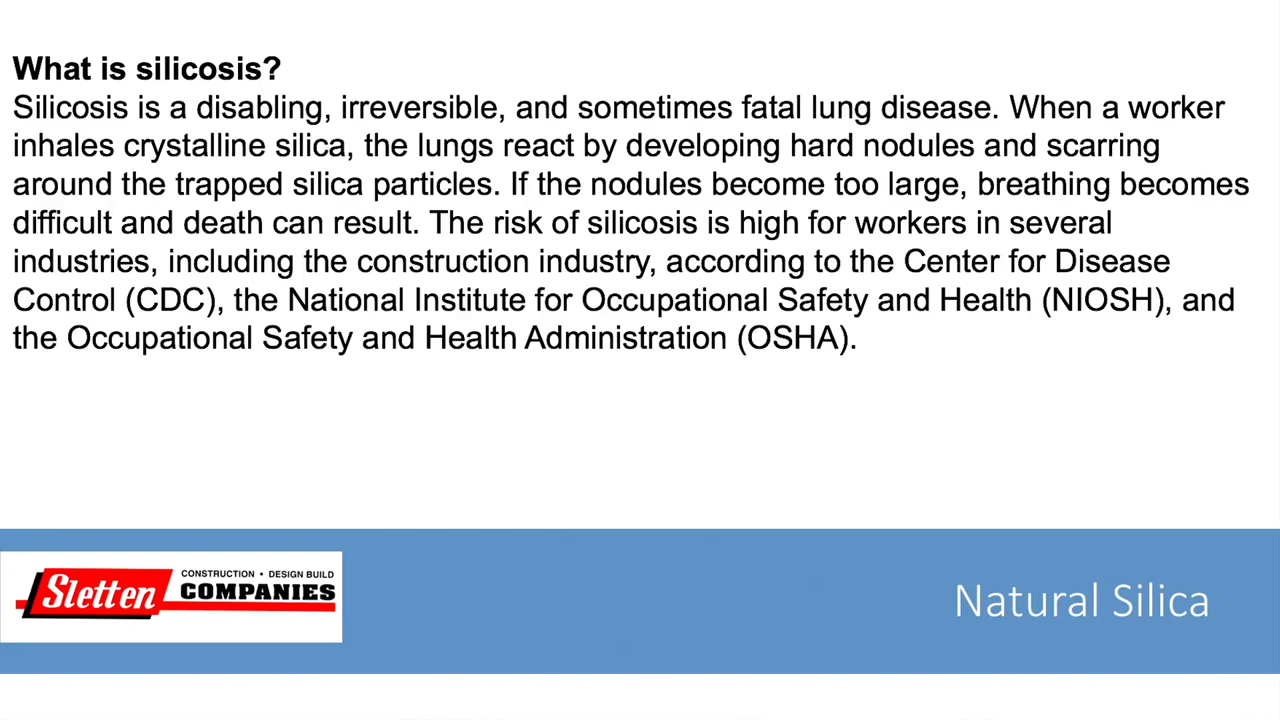 What is silicosis?
Silicosis is a disabling, irreversible, and sometimes fatal lung disease. When a worker
inhales crystalline silica, the lungs react by developing hard nodules and scarring
around the trapped silica particles. If the nodules become too large, breathing becomes
difficult and death can result. The risk of silicosis is high for workers in several
industries, including the construction industry, according to the Center for Disease
Control (CDC), the National Institute for Occupational Safety and Health (NIOSH), and
the Occupational Safety and Health Administration (OSHA).
Sletten
CONSTRUCTION • DESIGN BUILD
COMPANIES
Natural Silica